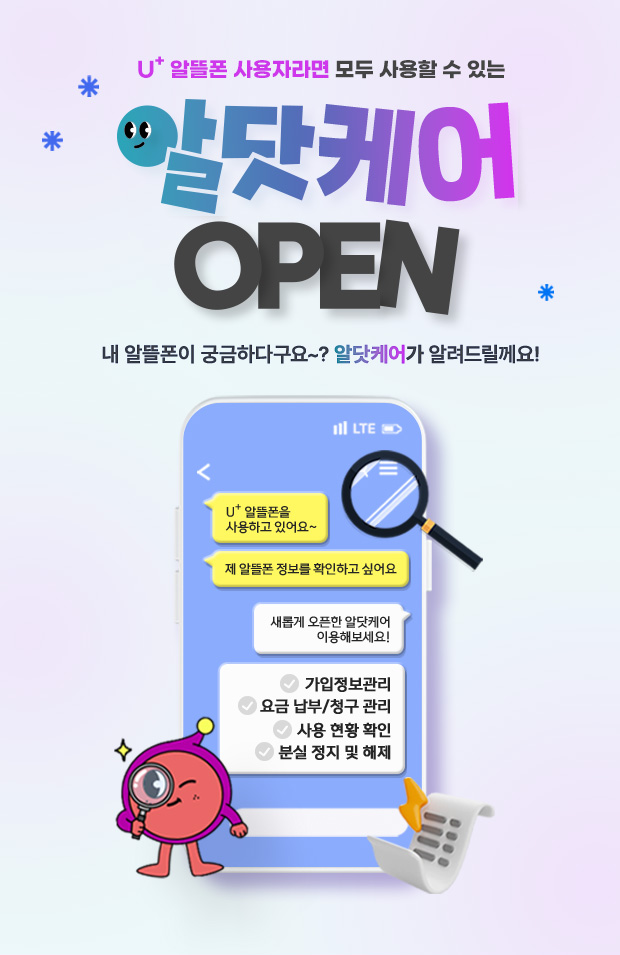 U⁺ 알뜰폰 사용자라면 모두 사용할 수 있는
알닷케어
OPEN
내 알뜰폰이 궁금하다구요~? 알닷케어가 알려드릴께요!
LTE
U⁺ 알뜰폰을
사용하고 있어요~
제 알뜰폰 정보를 확인하고 싶어요
새롭게 오픈한 알닷케어
이용해보세요!
가입정보관리
요금 납부/청구 관리
사용 현황 확인
분실 정지 및 해제